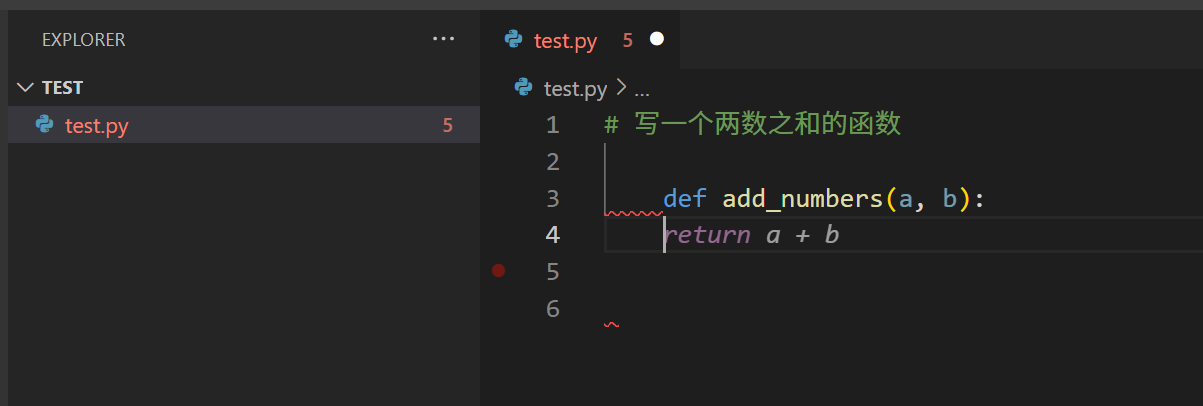 EXPLORER ...
test.py 5
TEST
test.py > ...
test.py 5
1 # 写一个两数之和的函数
2
3 def add_numbers(a, b):
4 return a + b
5
6